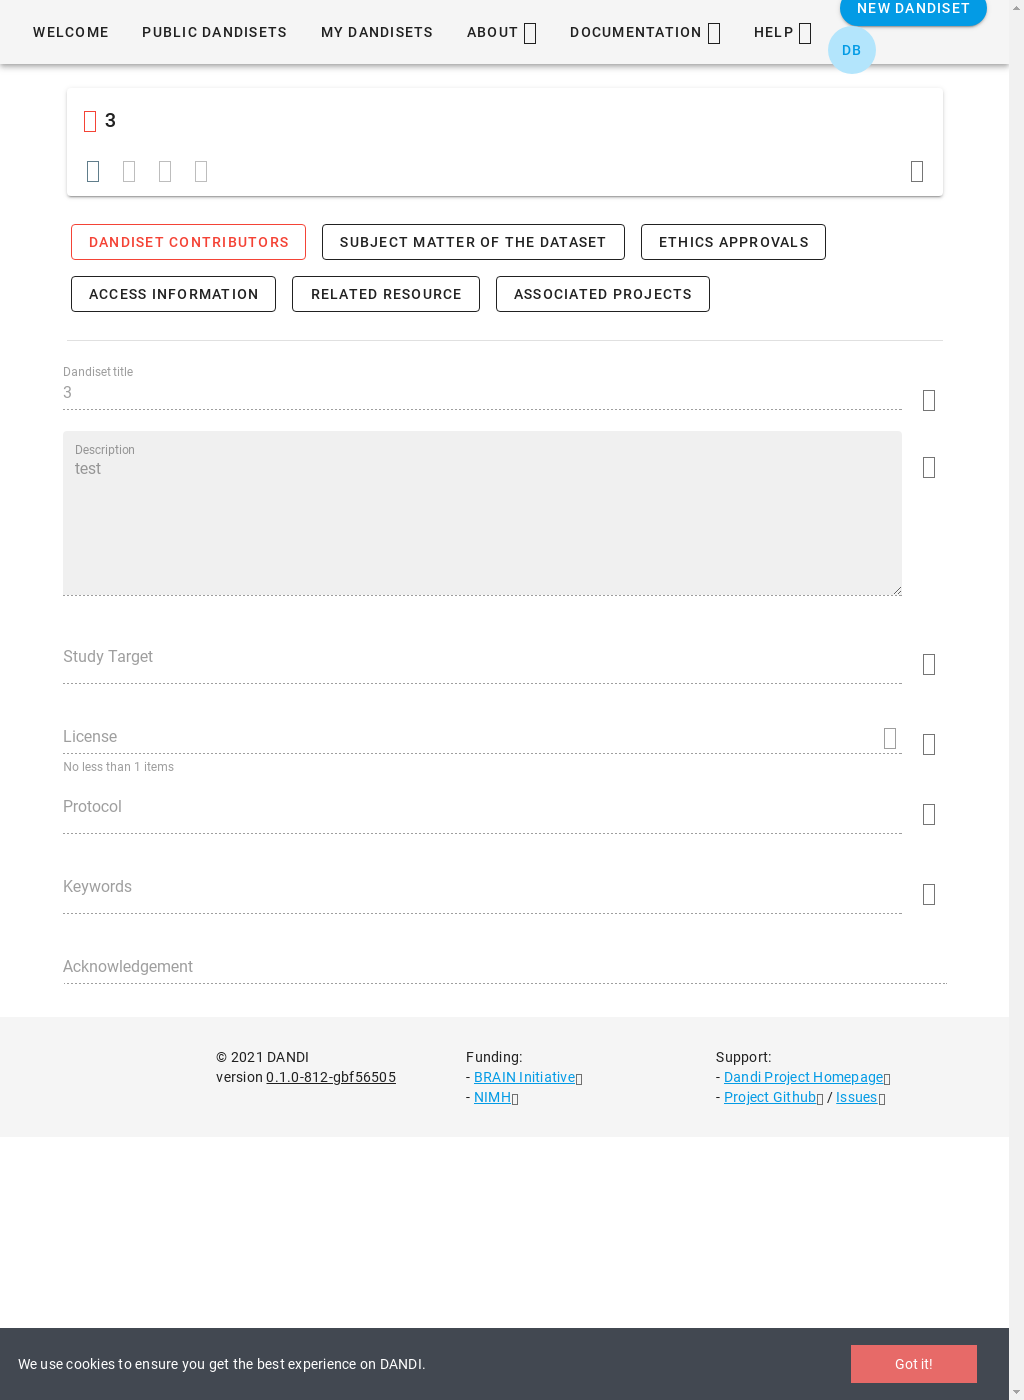 WELCOME PUBLIC DANDISETS MY DANDISETS ABOUT DOCUMENTATION HELP NEW DANDISET
DB
3
DANDISET CONTRIBUTORS SUBJECT MATTER OF THE DATASET ETHICS APPROVALS
ACCESS INFORMATION RELATED RESOURCE ASSOCIATED PROJECTS
Dandiset title
3
Description
test
Study Target
License
No less than 1 items
Protocol
Keywords
Acknowledgement
© 2021 DANDI
version 0.1.0-812-gbf56505
Funding:
- BRAIN Initiative
- NIMH
Support:
- Dandi Project Homepage
- Project Github / Issues
We use cookies to ensure you get the best experience on DANDI.
Got it!